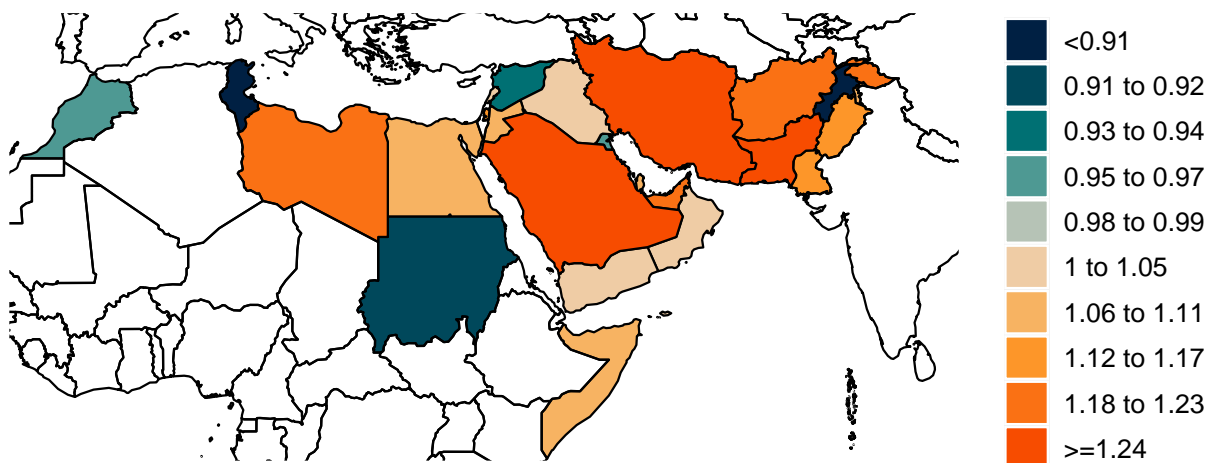 <0.91
0.91 to 0.92
0.93 to 0.94
0.95 to 0.97
0.98 to 0.99
1 to 1.05
1.06 to 1.11
1.12 to 1.17
1.18 to 1.23
>=1.24